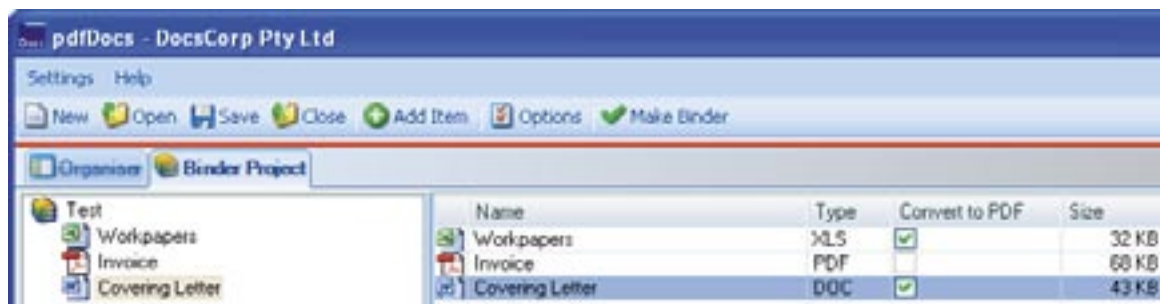 pdfDocs - DocsCorp Pty Ltd
Settings Help
New Open Save Close Add Item Options Make Binder
Organiser Binder Project
Test
Workpapers
Invoice
Covering Letter
Name Type Convert to PDF Size
Workpapers XLS 32 KB
Invoice PDF 68 KB
Covering Letter DOC 43 KB